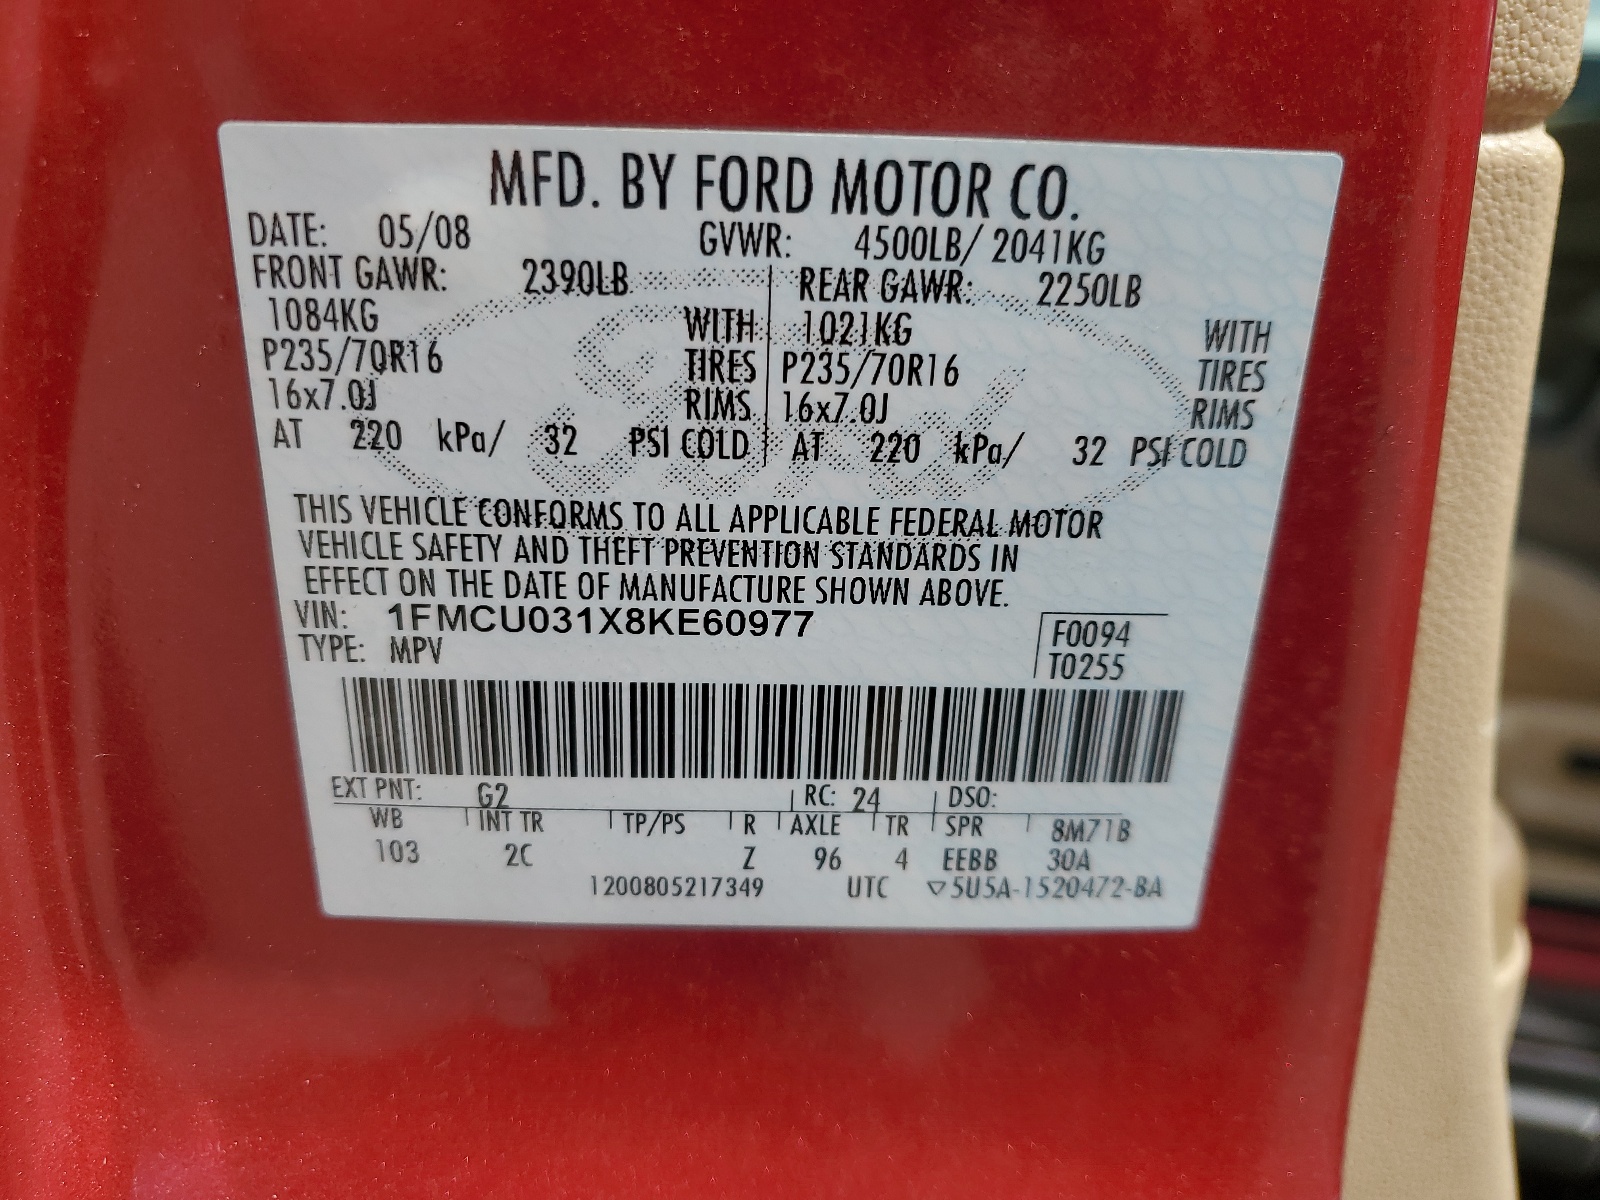 MFD. BY FORD MOTOR CO.
DATE: 05/08 GVWR: 4500LB/ 2041KG
FRONT GAWR: 2390LB REAR GAWR: 2250LB
1084KG WITH 1021KG WITH
P235/70R16 TIRES P235/70R16 TIRES
16x7.0J RIMS 16x7.0J RIMS
AT 220 kPa/ 32 PSI COLD AT 220 kPa/ 32 PSI COLD
THIS VEHICLE CONFORMS TO ALL APPLICABLE FEDERAL MOTOR
VEHICLE SAFETY AND THEFT PREVENTION STANDARDS IN
EFFECT ON THE DATE OF MANUFACTURE SHOWN ABOVE.
VIN: 1FMCU031X8KE60977
TYPE: MPV
F0094
T0255
EXT PNT: G2 RC: 24 DSO:
WB INT TR TP/PS R AXLE TR SPR 8M71B
103 2C Z 96 4 EEBB 30A
1200805217349 UTC ▽5U5A-1520472-BA